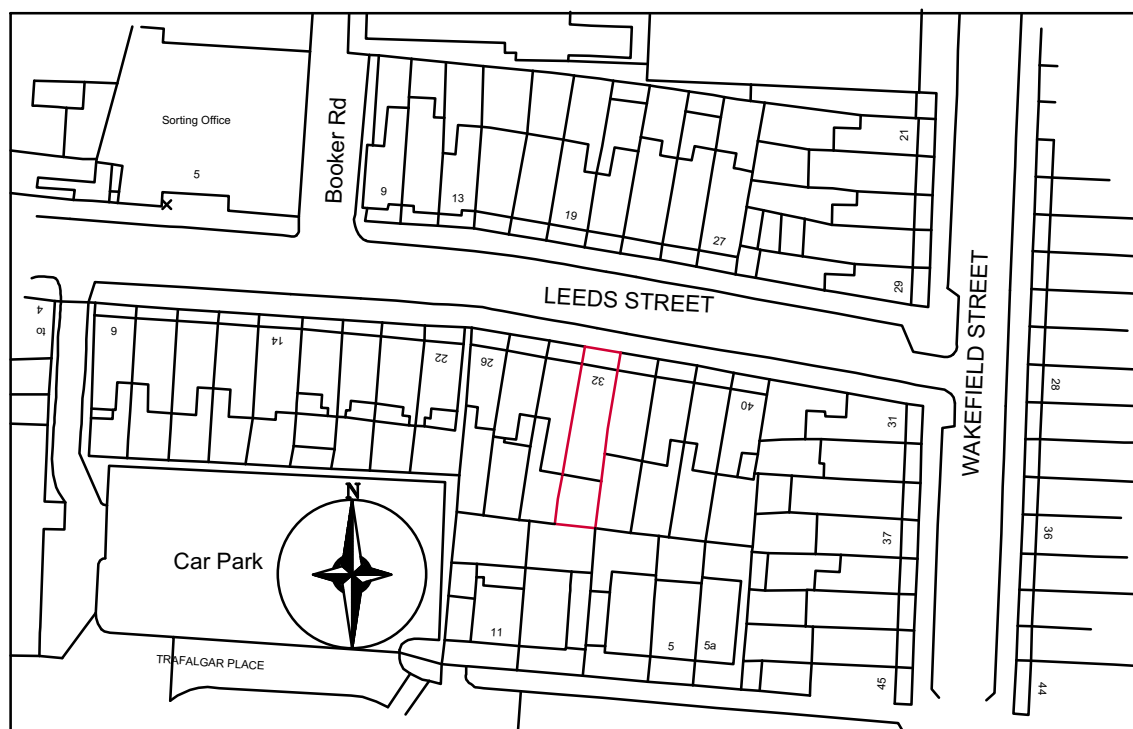 Sorting Office
5
Booker Rd
9
13
19
27
21
29
LEEDS STREET
WAKEFIELD STREET
4
to
6
14
22
26
32
40
31
28
37
36
N
Car Park
11
5
5a
TRAFALGAR PLACE
45
44